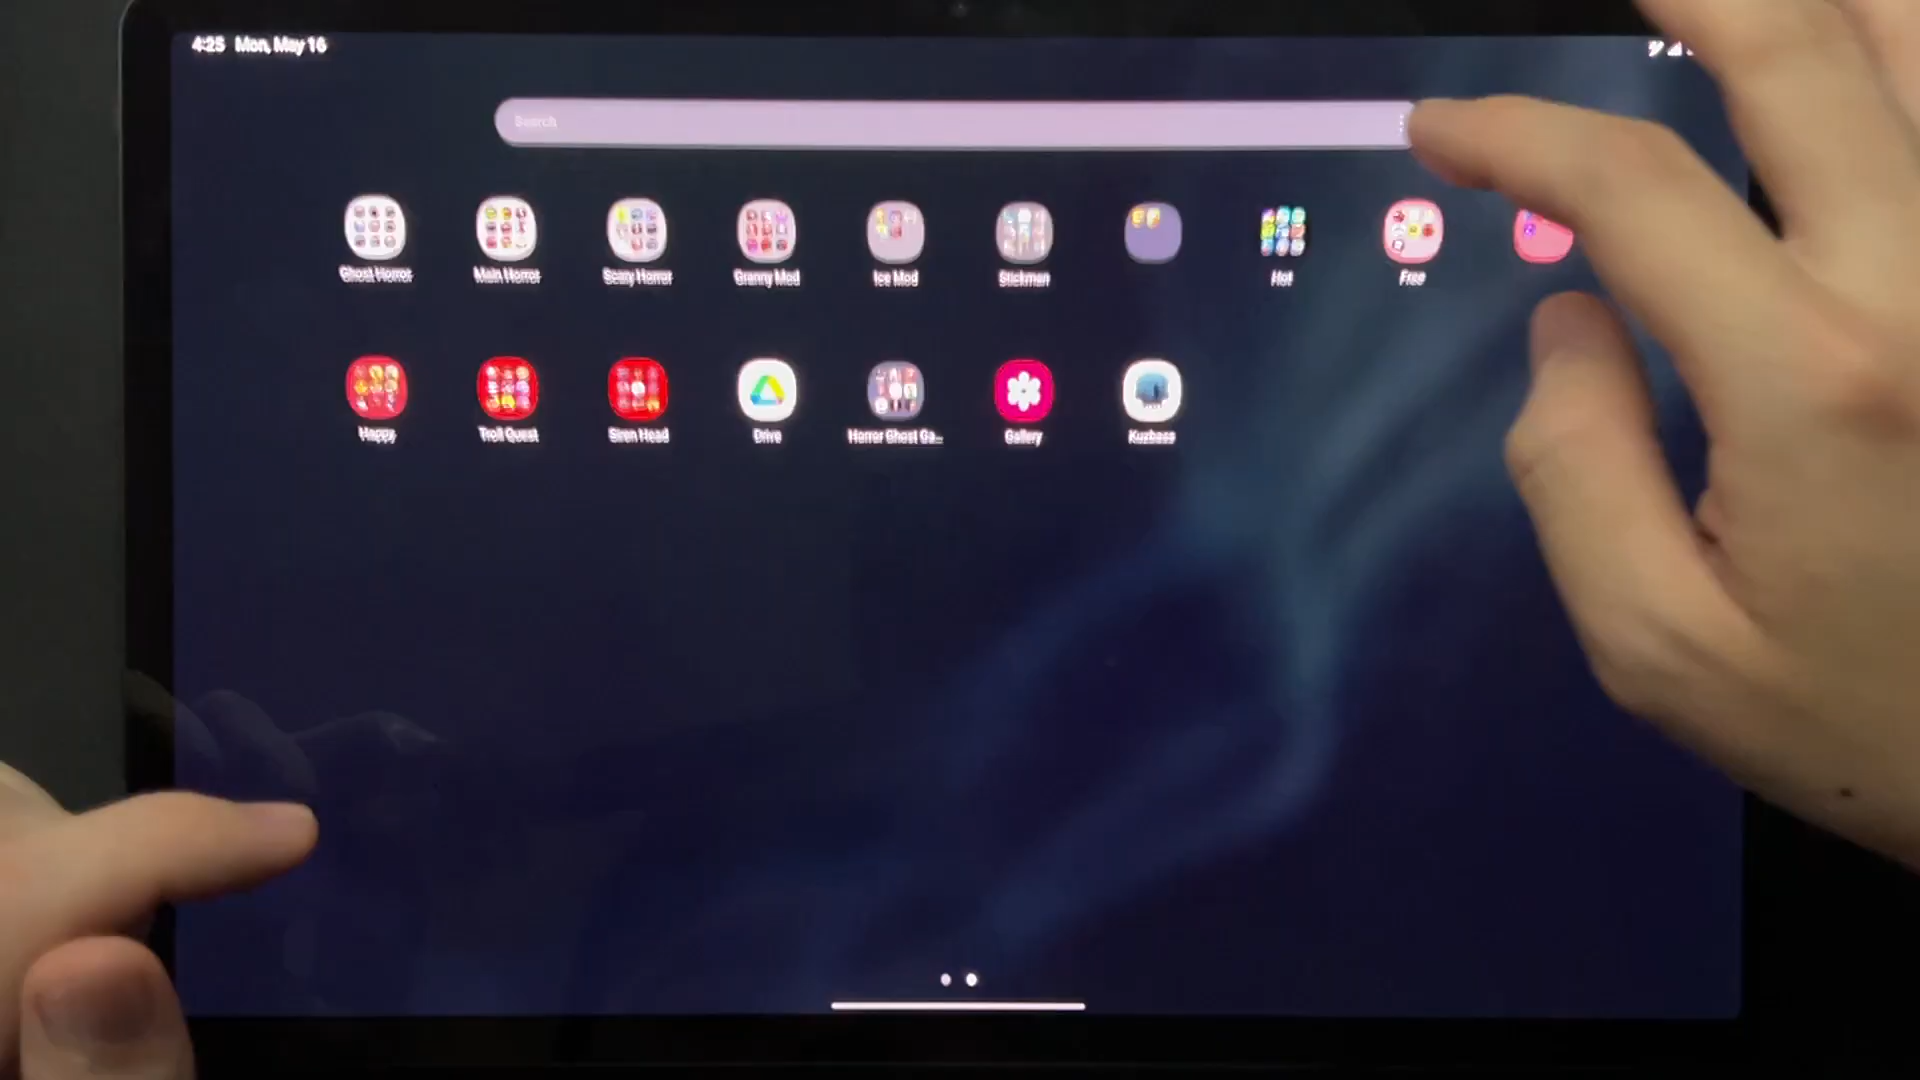 4:25 Mon, May 16
Search
Ghost Horror
Main Horror
Scary Horror
Granny Mod
Ice Mod
Stickman
Hot
Free
Happy
Troll Quest
Siren Head
Drive
Horror Ghost Ga...
Gallery
Kuzbass